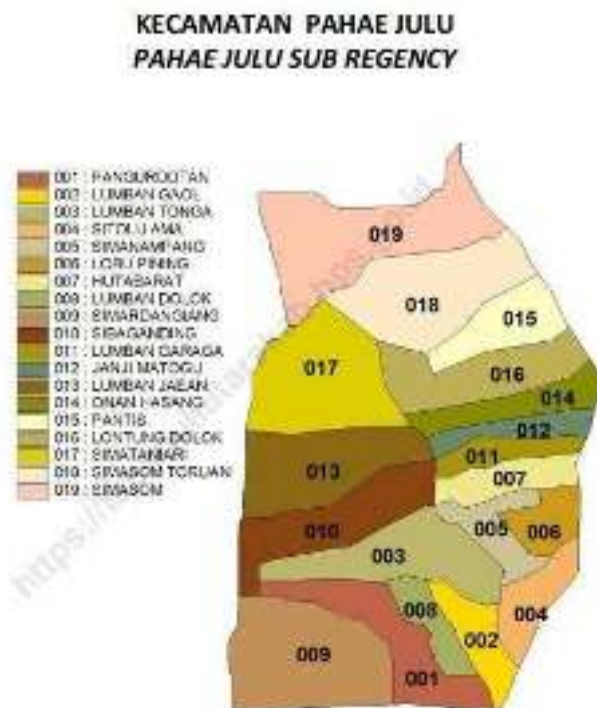 KECAMATAN PAHAE JULU
PAHAE JULU SUB REGENCY
001 : PANGURDOTAN
002 : LUMBAN GAOL
003 : LUMBAN TONGA
004 : SITOLU AMA
005 : SIMANAMPANG
006 : LOBU PINING
007 : HUTABARAT
008 : LUMBAN DOLOK
009 : SIMARDANGIANG
010 : SIBAGANDING
011 : LUMBAN GARAGA
012 : JANJI MATOGU
013 : LUMBAN JAEAN
014 : ONAN HASANG
015 : PANTIS
016 : LONTUNG DOLOK
017 : SIMATANIARI
018 : SIMASOM TORUAN
019 : SIMASOM
019
018
015
017
016
014
012
011
013
007
010
005
006
003
008
004
002
009
001
https://